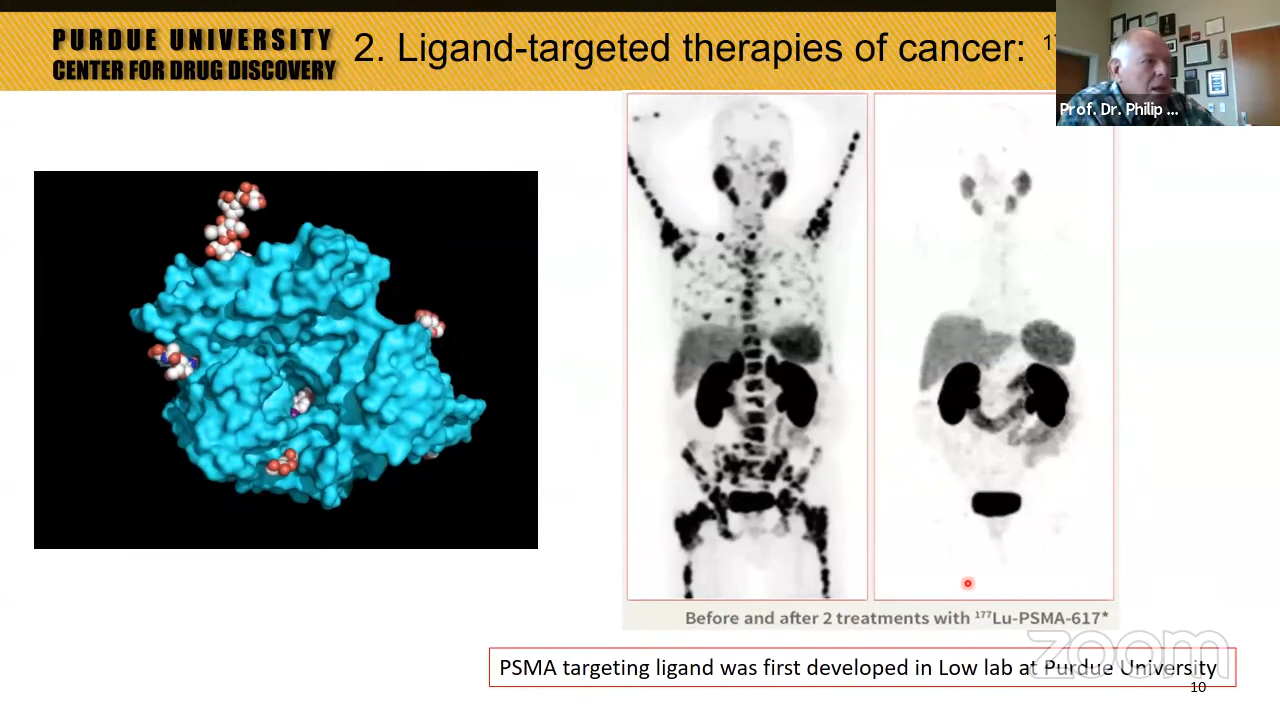 PURDUE UNIVERSITY
CENTER FOR DRUG DISCOVERY
2. Ligand-targeted therapies of cancer:
Prof. Dr. Philip ...
Before and after 2 treatments with ¹⁷⁷Lu-PSMA-617*
PSMA targeting ligand was first developed in Low lab at Purdue University
zoom
10